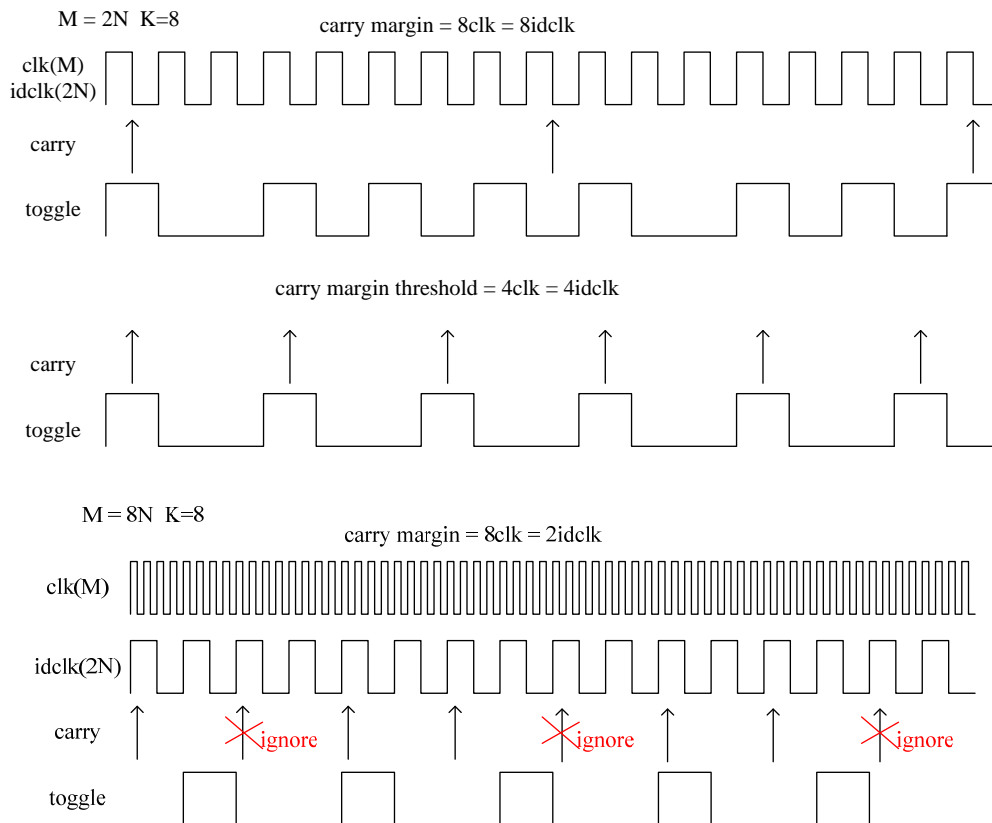 M = 2N K=8
carry margin = 8clk = 8idclk
clk(M)
idclk(2N)
carry
toggle
carry margin threshold = 4clk = 4idclk
carry
toggle
M = 8N K=8
carry margin = 8clk = 2idclk
clk(M)
idclk(2N)
carry
ignore
ignore
ignore
toggle